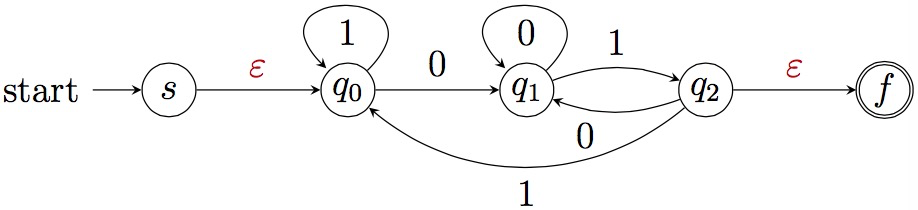 1 0
0 1
start s ε q₀ q₁ q₂ ε f
0
1